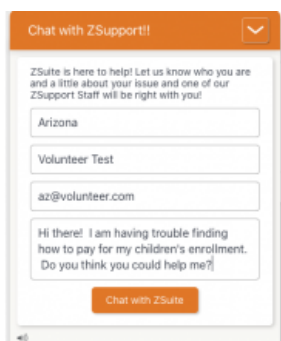 Chat with ZSupport!!
ZSuite is here to help! Let us know who you are
and a little about your issue and one of our
ZSupport Staff will be right with you!
Arizona
Volunteer Test
az@volunteer.com
Hi there!  I am having trouble finding
how to pay for my children's enrollment.
Do you think you could help me?
Chat with ZSuite